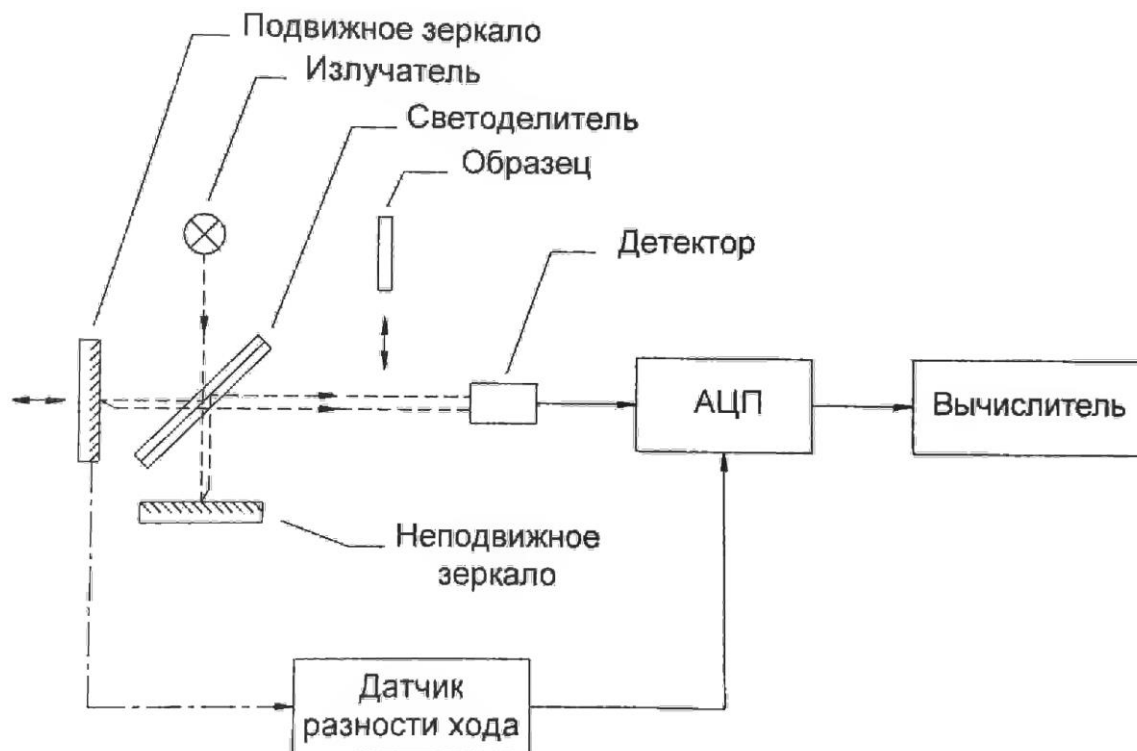 Подвижное зеркало
Излучатель
Светоделитель
Образец
Детектор
АЦП
Вычислитель
Неподвижное
зеркало
Датчик
разности хода